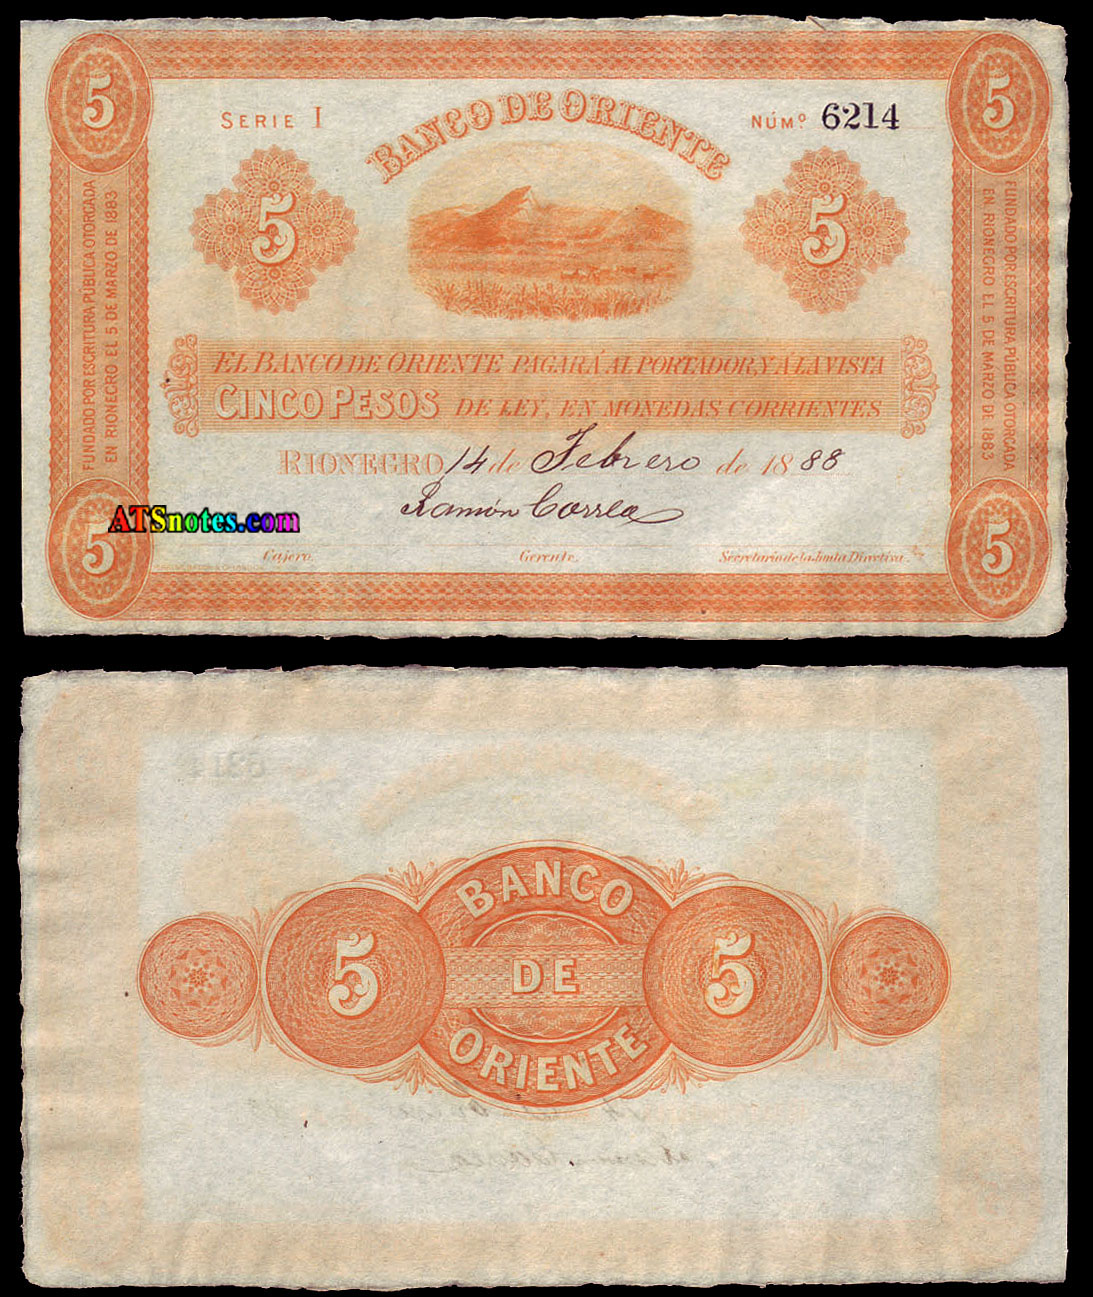 5
5
SERIE I
NÚMº 6214
BANCO DE ORIENTE
5
5
FUNDADO POR ESCRITURA PUBLICA OTORGADA
EN RIONEGRO EL 5 DE MARZO DE 1883
FUNDADO POR ESCRITURA PUBLICA OTORGADA
EN RIONEGRO EL 5 DE MARZO DE 1883
EL BANCO DE ORIENTE PAGARÁ AL PORTADOR, Y Á LA VISTA
CINCO PESOS DE LEY, EN MONEDAS CORRIENTES
RIONEGRO, 14 de Febrero de 1888
Ramón Correa
ATSnotes.com
5
5
Cajero.
Gerente.
Secretario de la Junta Directiva.
BANCO
5 DE 5
ORIENTE